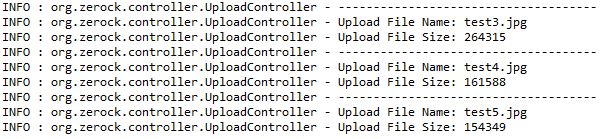 INFO : org.zerock.controller.UploadController - -------------------------------------
INFO : org.zerock.controller.UploadController - Upload File Name: test3.jpg
INFO : org.zerock.controller.UploadController - Upload File Size: 264315
INFO : org.zerock.controller.UploadController - -------------------------------------
INFO : org.zerock.controller.UploadController - Upload File Name: test4.jpg
INFO : org.zerock.controller.UploadController - Upload File Size: 161588
INFO : org.zerock.controller.UploadController - -------------------------------------
INFO : org.zerock.controller.UploadController - Upload File Name: test5.jpg
INFO : org.zerock.controller.UploadController - Upload File Size: 154349